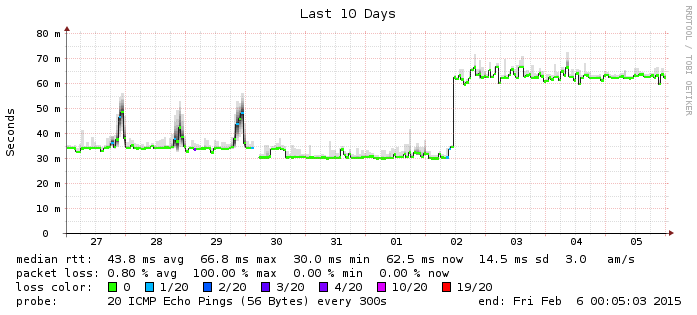 Last 10 Days
RRDTOOL / TOBI OETIKER
Seconds
80 m
70 m
60 m
50 m
40 m
30 m
20 m
10 m
0
27 28 29 30 31 01 02 03 04 05
median rtt: 43.8 ms avg 66.8 ms max 30.0 ms min 62.5 ms now 14.5 ms sd 3.0 am/s
packet loss: 0.80 % avg 100.00 % max 0.00 % min 0.00 % now
loss color: 0 1/20 2/20 3/20 4/20 10/20 19/20
probe: 20 ICMP Echo Pings (56 Bytes) every 300s end: Fri Feb 6 00:05:03 2015